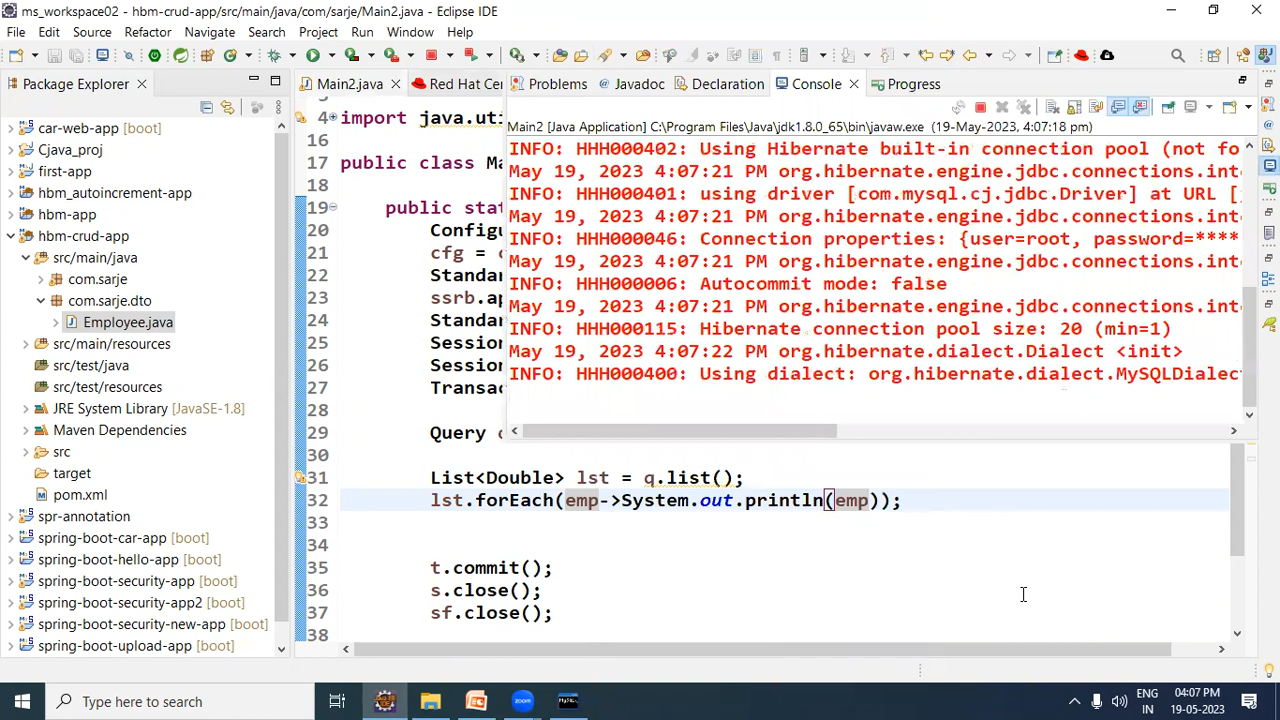 ms_workspace02 - hbm-crud-app/src/main/java/com/sarje/Main2.java - Eclipse IDE
File Edit Source Refactor Navigate Search Project Run Window Help
Package Explorer
Main2.java
Red Hat Cen
Problems
Javadoc
Declaration
Console
Progress
car-web-app [boot]
Cjava_proj
first-app
hbm_autoincrement-app
hbm-app
hbm-crud-app
src/main/java
com.sarje
com.sarje.dto
Employee.java
src/main/resources
src/test/java
src/test/resources
JRE System Library [JavaSE-1.8]
Maven Dependencies
src
target
pom.xml
spr-annotation
spring-boot-car-app [boot]
spring-boot-hello-app [boot]
spring-boot-security-app [boot]
spring-boot-security-app2 [boot]
spring-boot-security-new-app [boot]
spring-boot-upload-app [boot]
Main2 [Java Application] C:\Program Files\Java\jdk1.8.0_65\bin\javaw.exe (19-May-2023, 4:07:18 pm)
INFO: HHH000402: Using Hibernate built-in connection pool (not fo
May 19, 2023 4:07:21 PM org.hibernate.engine.jdbc.connections.int
INFO: HHH000401: using driver [com.mysql.cj.jdbc.Driver] at URL [
May 19, 2023 4:07:21 PM org.hibernate.engine.jdbc.connections.int
INFO: HHH000046: Connection properties: {user=root, password=****
May 19, 2023 4:07:21 PM org.hibernate.engine.jdbc.connections.int
INFO: HHH000006: Autocommit mode: false
May 19, 2023 4:07:21 PM org.hibernate.engine.jdbc.connections.int
INFO: HHH000115: Hibernate connection pool size: 20 (min=1)
May 19, 2023 4:07:22 PM org.hibernate.dialect.Dialect <init>
INFO: HHH000400: Using dialect: org.hibernate.dialect.MySQLDialect
4 import java.uti
16
17 public class Ma
18
19 public stat
20 Configu
21 cfg = c
22 Standar
23 ssrb.ap
24 Standar
25 Session
26 Session
27 Transac
28
29 Query q
30
31 List<Double> lst = q.list();
32 lst.forEach(emp->System.out.println(emp));
33
34
35 t.commit();
36 s.close();
37 sf.close();
38
Type here to search
zoom
ENG
IN
04:07 PM
19-05-2023